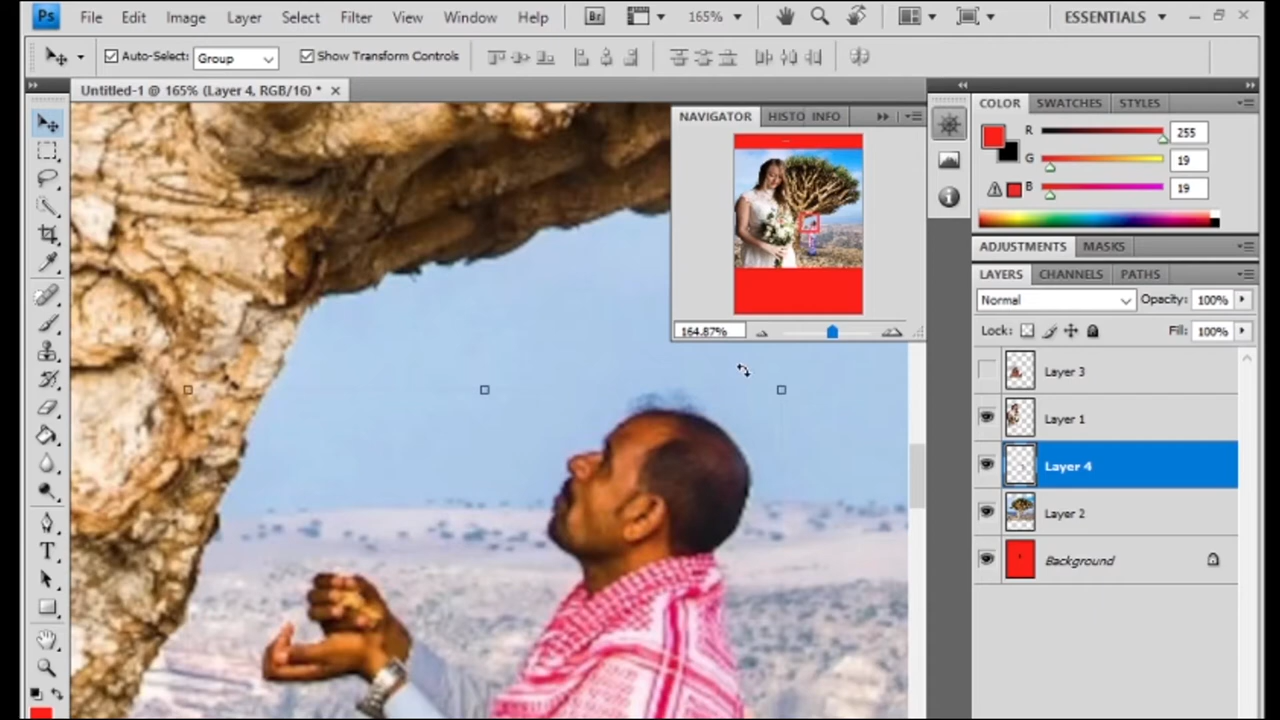 Ps File Edit Image Layer Select Filter View Window Help Br 165% ESSENTIALS
Auto-Select: Group Show Transform Controls
Untitled-1 @ 165% (Layer 4, RGB/16) *
NAVIGATOR HISTO INFO
164.87%
COLOR SWATCHES STYLES
R 255
G 19
B 19
ADJUSTMENTS MASKS
LAYERS CHANNELS PATHS
Normal Opacity: 100%
Lock: Fill: 100%
Layer 3
Layer 1
Layer 4
Layer 2
Background